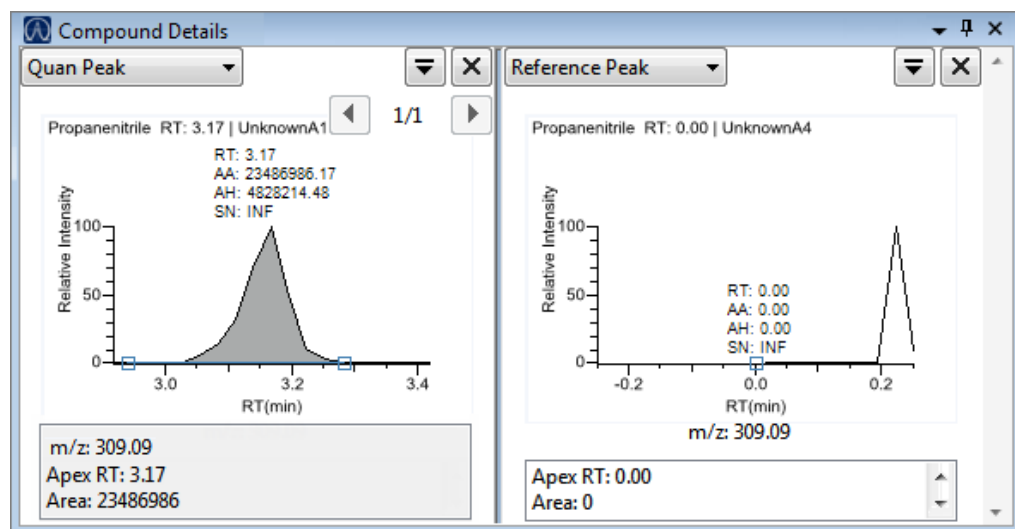 Compound Details
Quan Peak
1/1
Propanenitrile RT: 3.17 | UnknownA1
RT: 3.17
AA: 23486986.17
AH: 4828214.48
SN: INF
Relative Intensity
100
50
0
3.0 3.2 3.4
RT(min)
m/z: 309.09
Apex RT: 3.17
Area: 23486986
Reference Peak
Propanenitrile RT: 0.00 | UnknownA4
Relative Intensity
100
50
0
RT: 0.00
AA: 0.00
AH: 0.00
SN: INF
-0.2 0.0 0.2
RT(min)
m/z: 309.09
Apex RT: 0.00
Area: 0